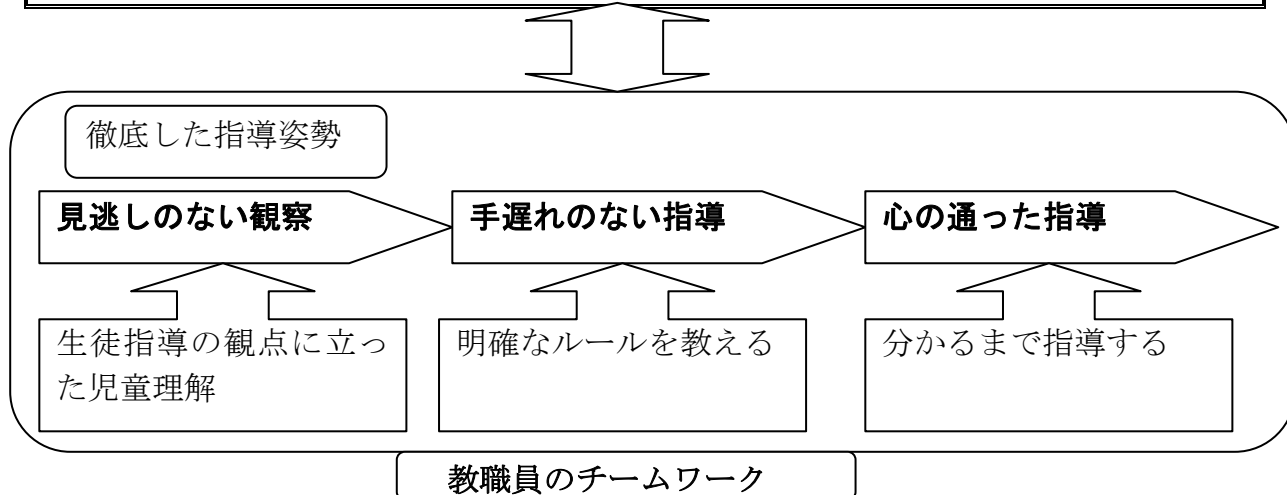 徹底した指導姿勢
見逃しのない観察
手遅れのない指導
心の通った指導
生徒指導の観点に立っ
た児童理解
明確なルールを教える
分かるまで指導する
教職員のチームワーク